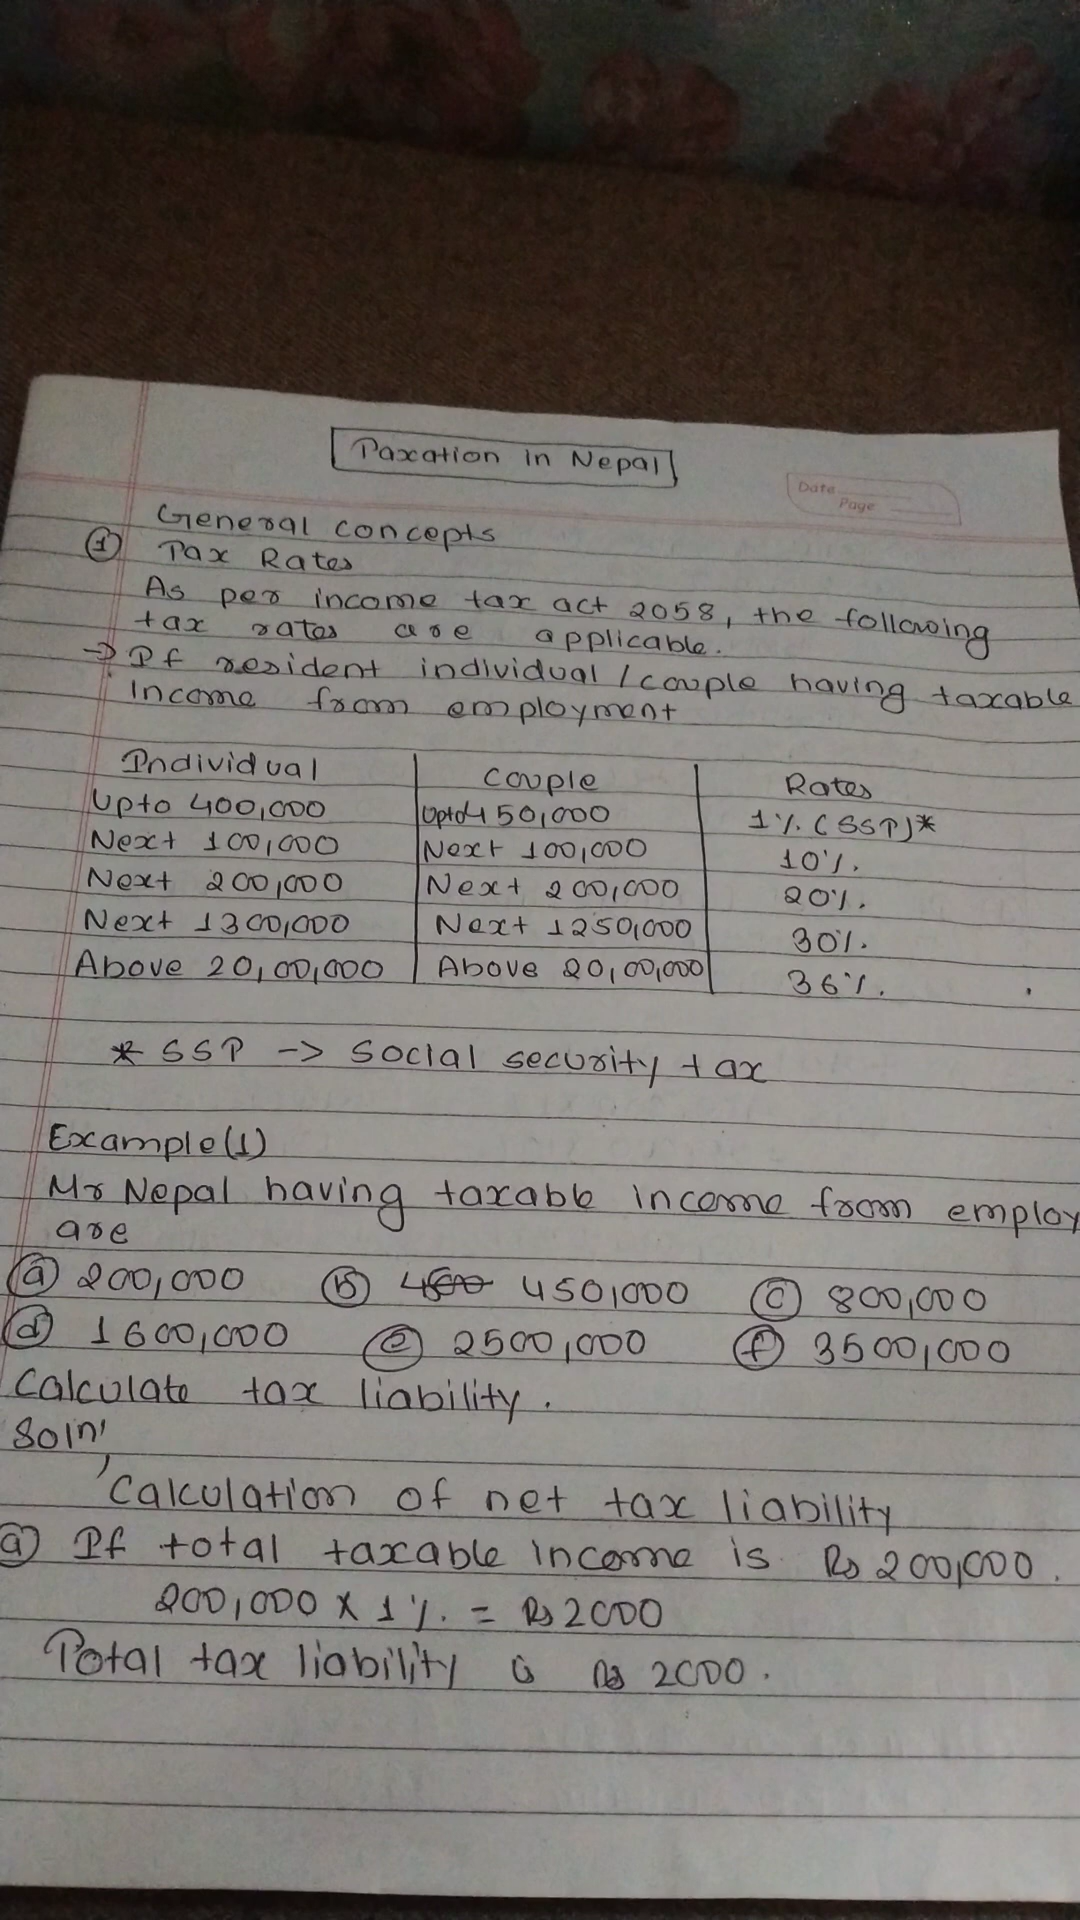 Taxation in Nepal
Date
Page
General concepts
① Tax Rates
As per income tax act 2058, the following
tax rates are applicable.
→ If resident individual / couple having taxable
income from employment
Individual | couple | Rates
Upto 400,000 | Upto 450,000 | 1% (SST)*
Next 100,000 | Next 100,000 | 10%.
Next 200,000 | Next 200,000 | 20%.
Next 1300,000 | Next 1250,000 | 30%.
Above 20,00,000 | Above 20,00,000 | 36%.
* SST -> Social security tax
Example(1)
Mr Nepal having taxable income from employ
are
ⓐ 200,000 ⓑ 450,000 ⓒ 800,000
ⓓ 1600,000 ⓔ 2500,000 ⓕ 3500,000
Calculate tax liability.
Soln,
Calculation of net tax liability
ⓐ If total taxable income is Rs 200,000.
200,000 X 1%. = Rs 2000
Total tax liability is Rs 2000.